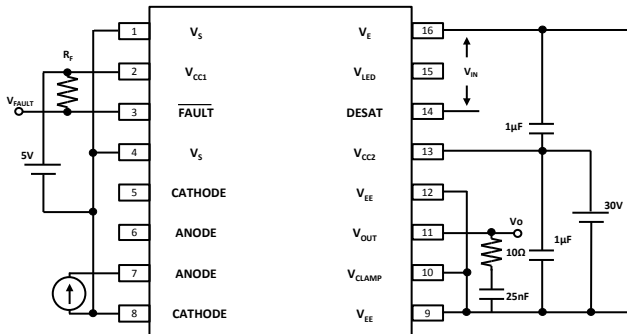 1 V_S V_E 16
R_F
2 V_CC1 V_LED 15 V_IN
V_FAULT
3 FAULT DESAT 14
1μF
4 V_S V_CC2 13
5V
5 CATHODE V_EE 12
30V
6 ANODE V_OUT 11 Vo
10Ω 1μF
7 ANODE V_CLAMP 10
25nF
8 CATHODE V_EE 9